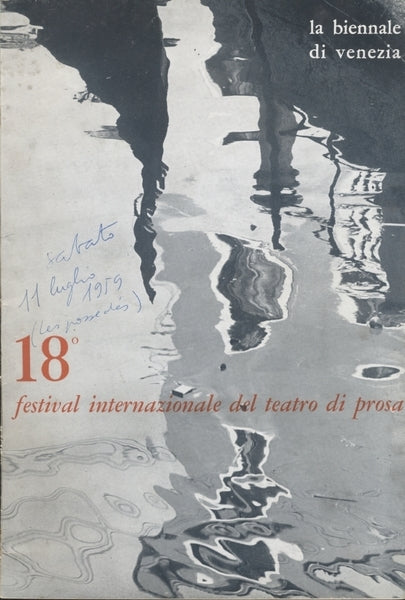 la biennale
di venezia
sabato
11 luglio
1959
(Les possédés)
18°
festival internazionale del teatro di prosa